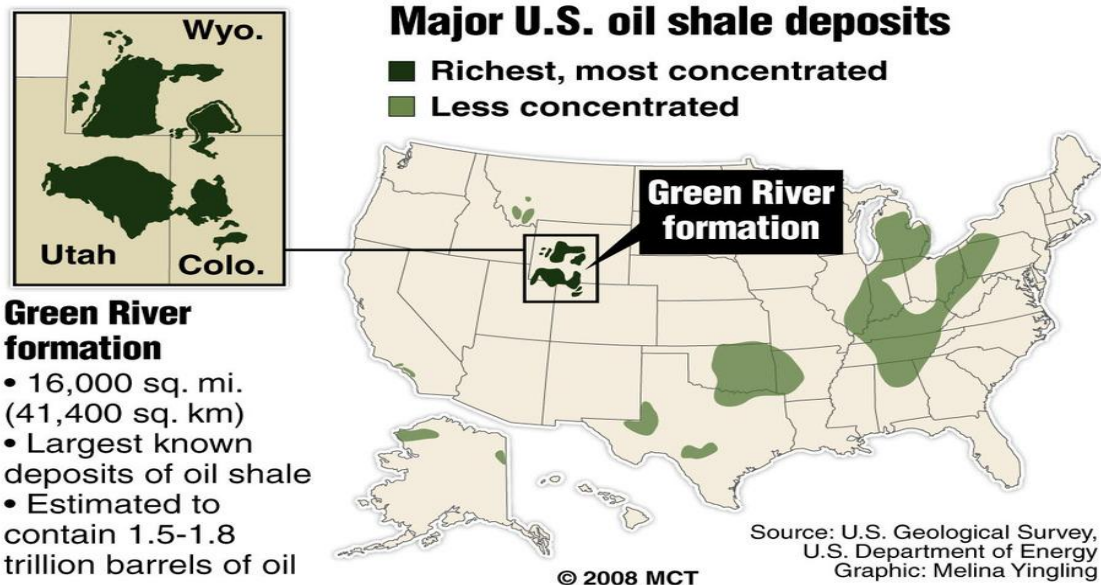 Major U.S. oil shale deposits
Richest, most concentrated
Less concentrated
Wyo.
Utah
Colo.
Green River
formation
Green River
formation
• 16,000 sq. mi.
(41,400 sq. km)
• Largest known
deposits of oil shale
• Estimated to
contain 1.5-1.8
trillion barrels of oil
Source: U.S. Geological Survey,
U.S. Department of Energy
Graphic: Melina Yingling
© 2008 MCT